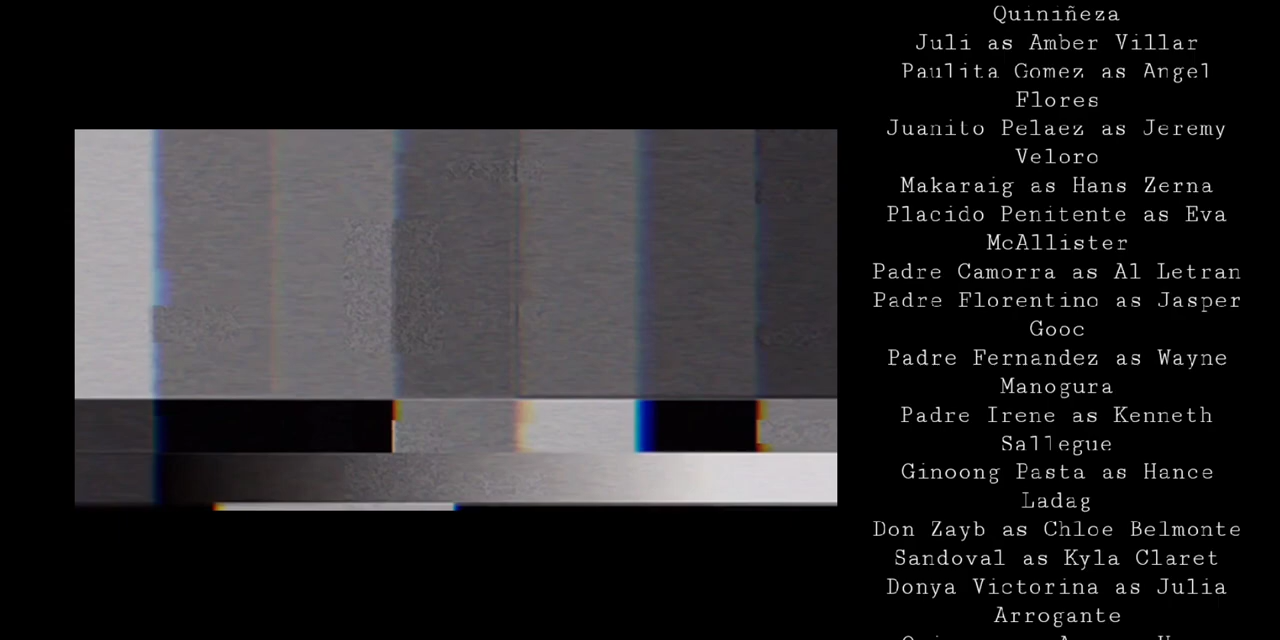 Quiniñeza
Juli as Amber Villar
Paulita Gomez as Angel
Flores
Juanito Pelaez as Jeremy
Veloro
Makaraig as Hans Zerna
Placido Penitente as Eva
McAllister
Padre Camorra as Al Letran
Padre Florentino as Jasper
Gooc
Padre Fernandez as Wayne
Manogura
Padre Irene as Kenneth
Sallegue
Ginoong Pasta as Hance
Ladag
Don Zayb as Chloe Belmonte
Sandoval as Kyla Claret
Donya Victorina as Julia
Arrogante